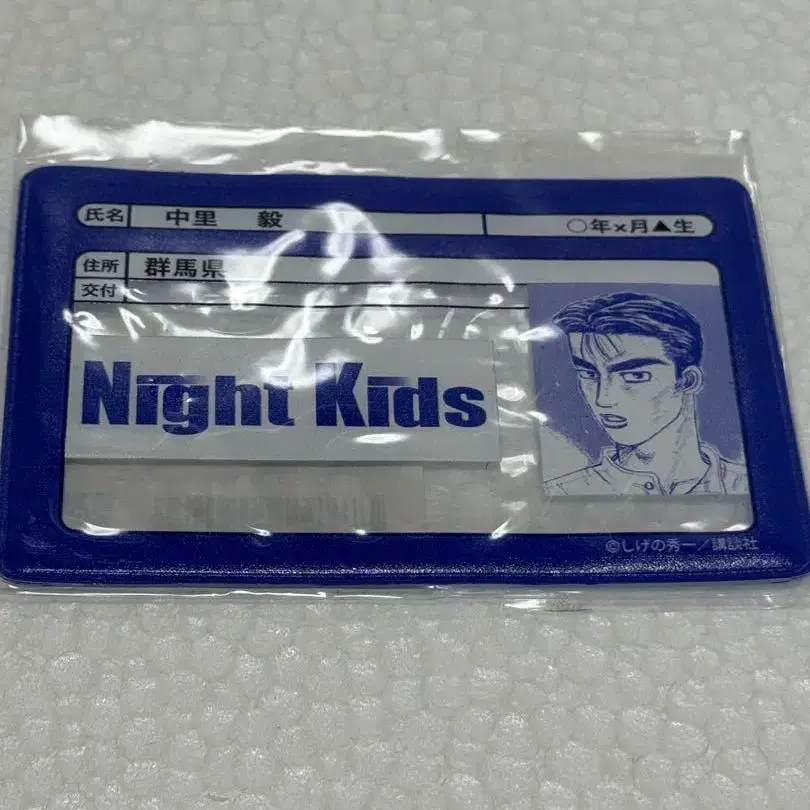 氏名 中里 毅 ○年×月▲生
住所 群馬県
交付
Night Kids
©しげの秀一／講談社